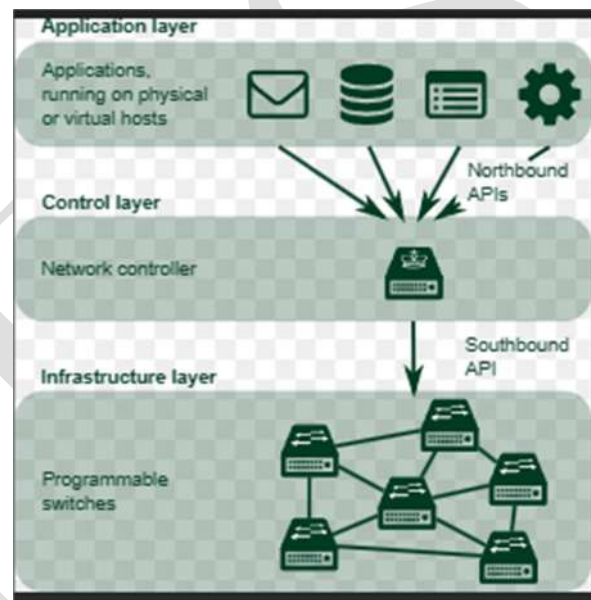 Application layer
Applications,
running on physical
or virtual hosts
Northbound
APIs
Control layer
Network controller
Southbound
API
Infrastructure layer
Programmable
switches